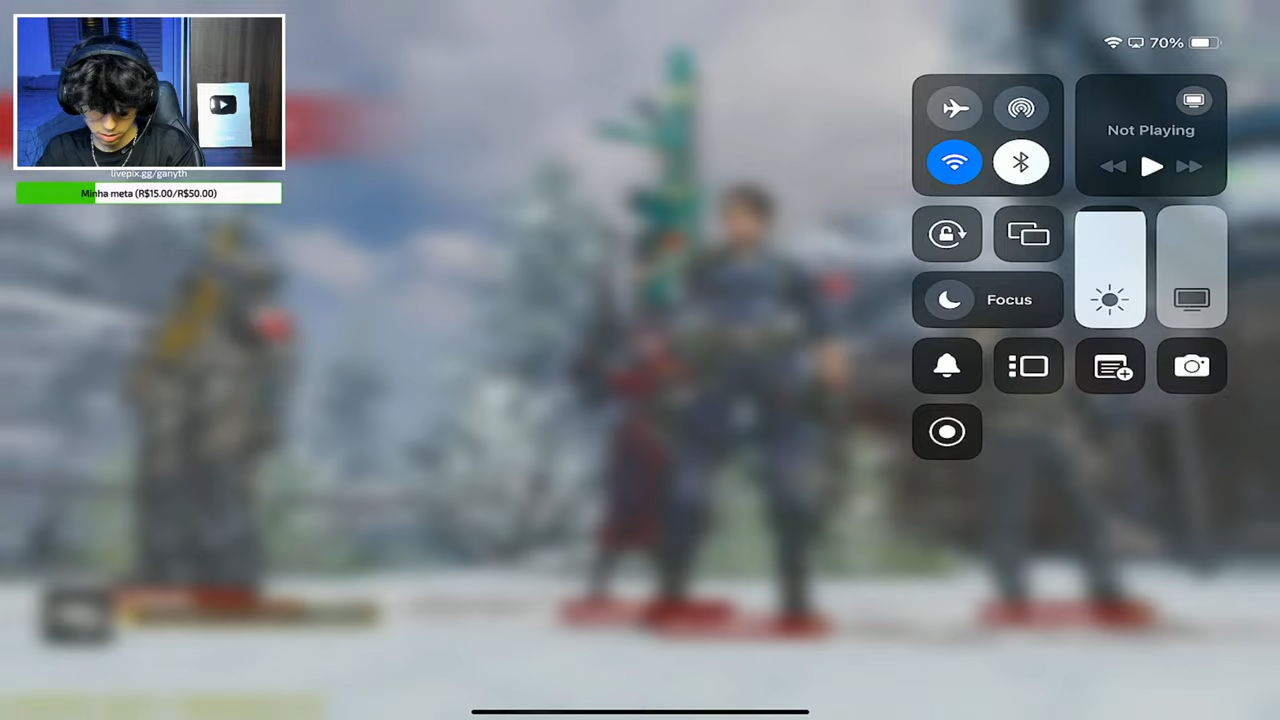 70%
Not Playing
livepix.gg/ganyth
Minha meta (R$15.00/R$50.00)
Focus